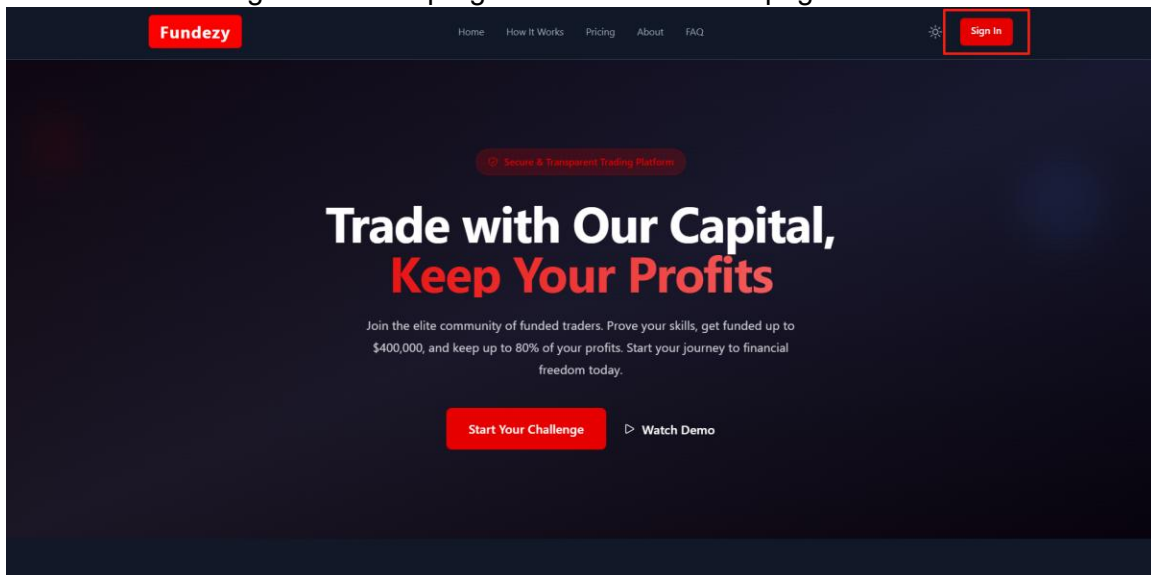 Fundezy
Home How It Works Pricing About FAQ
Sign In
Secure & Transparent Trading Platform
Trade with Our Capital,
Keep Your Profits
Join the elite community of funded traders. Prove your skills, get funded up to
$400,000, and keep up to 80% of your profits. Start your journey to financial
freedom today.
Start Your Challenge
Watch Demo